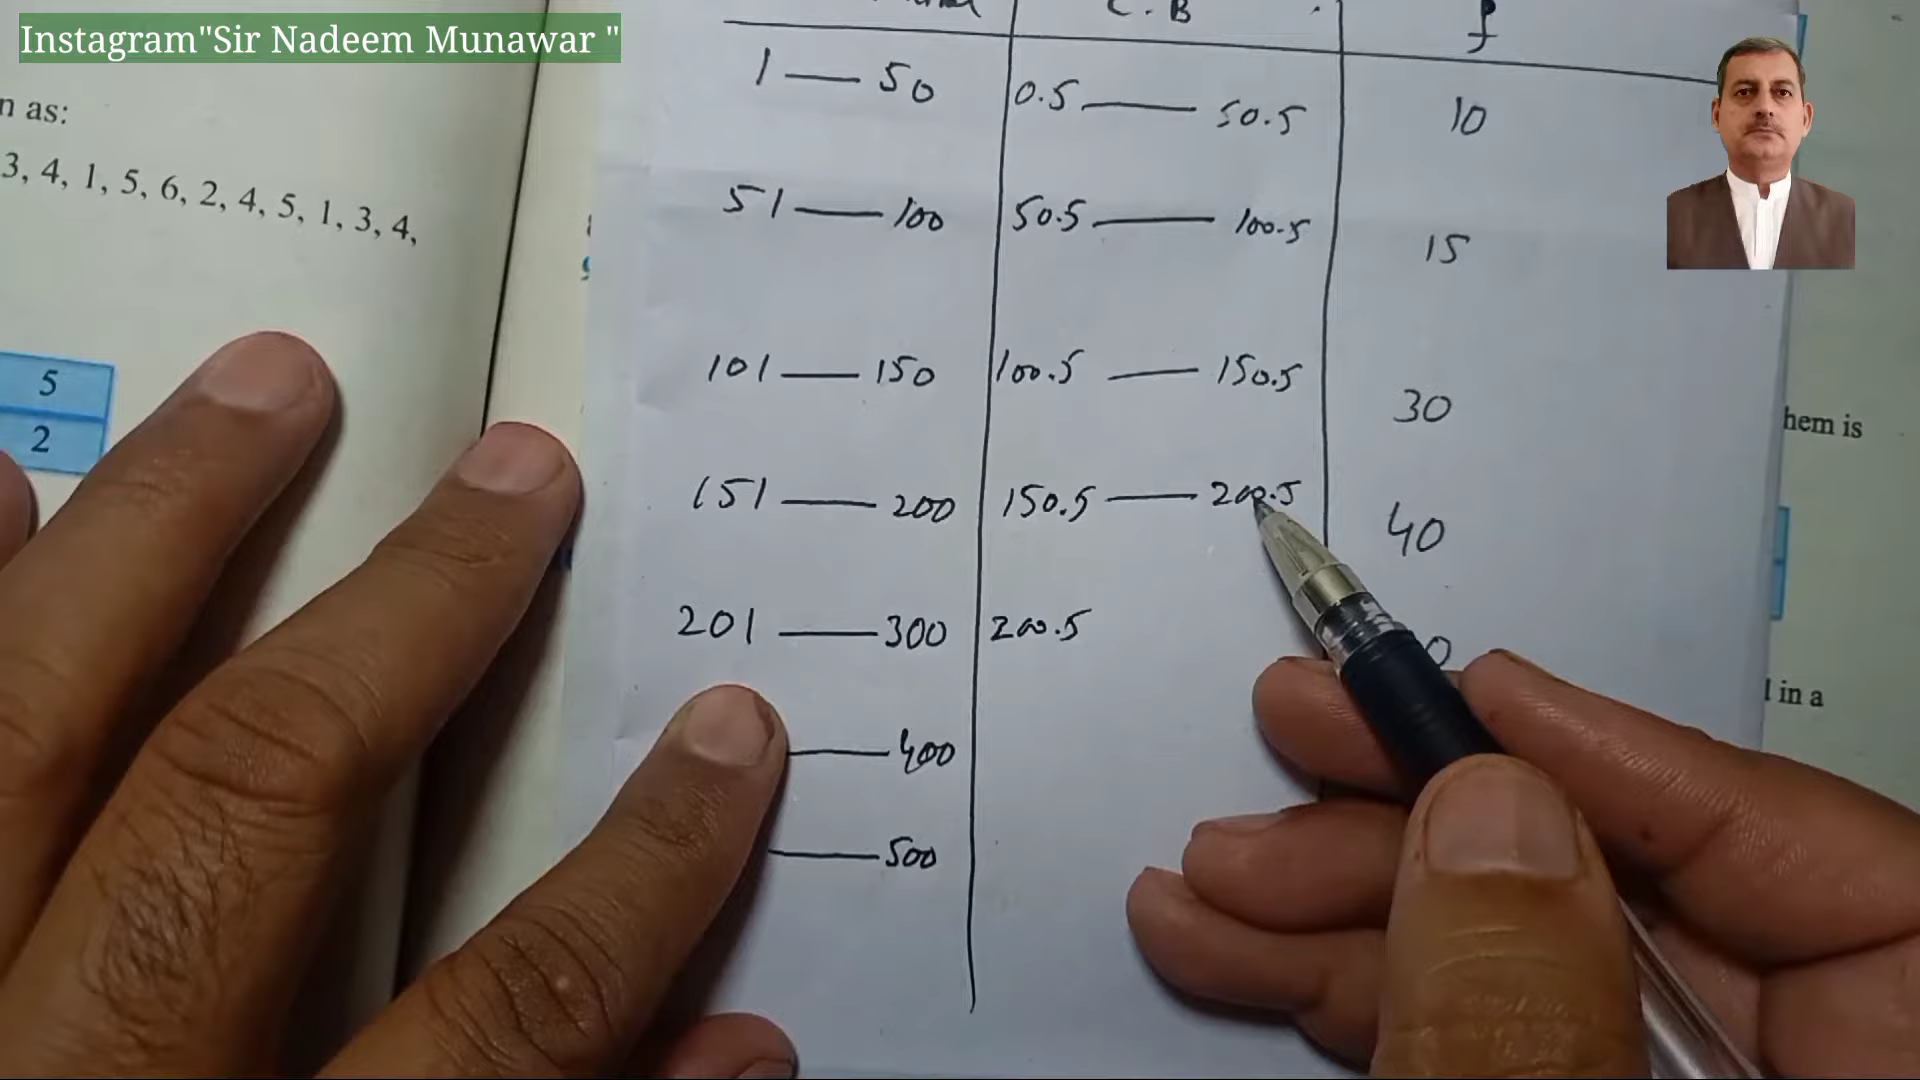 Instagram"Sir Nadeem Munawar "
n as:
3, 4, 1, 5, 6, 2, 4, 5, 1, 3, 4,
5
2
C.B f
1 — 50 0.5 — 50.5 10
51 — 100 50.5 — 100.5 15
101 — 150 100.5 — 150.5 30
151 — 200 150.5 — 200.5 40
201 — 300 200.5
— 400
— 500
hem is
l in a